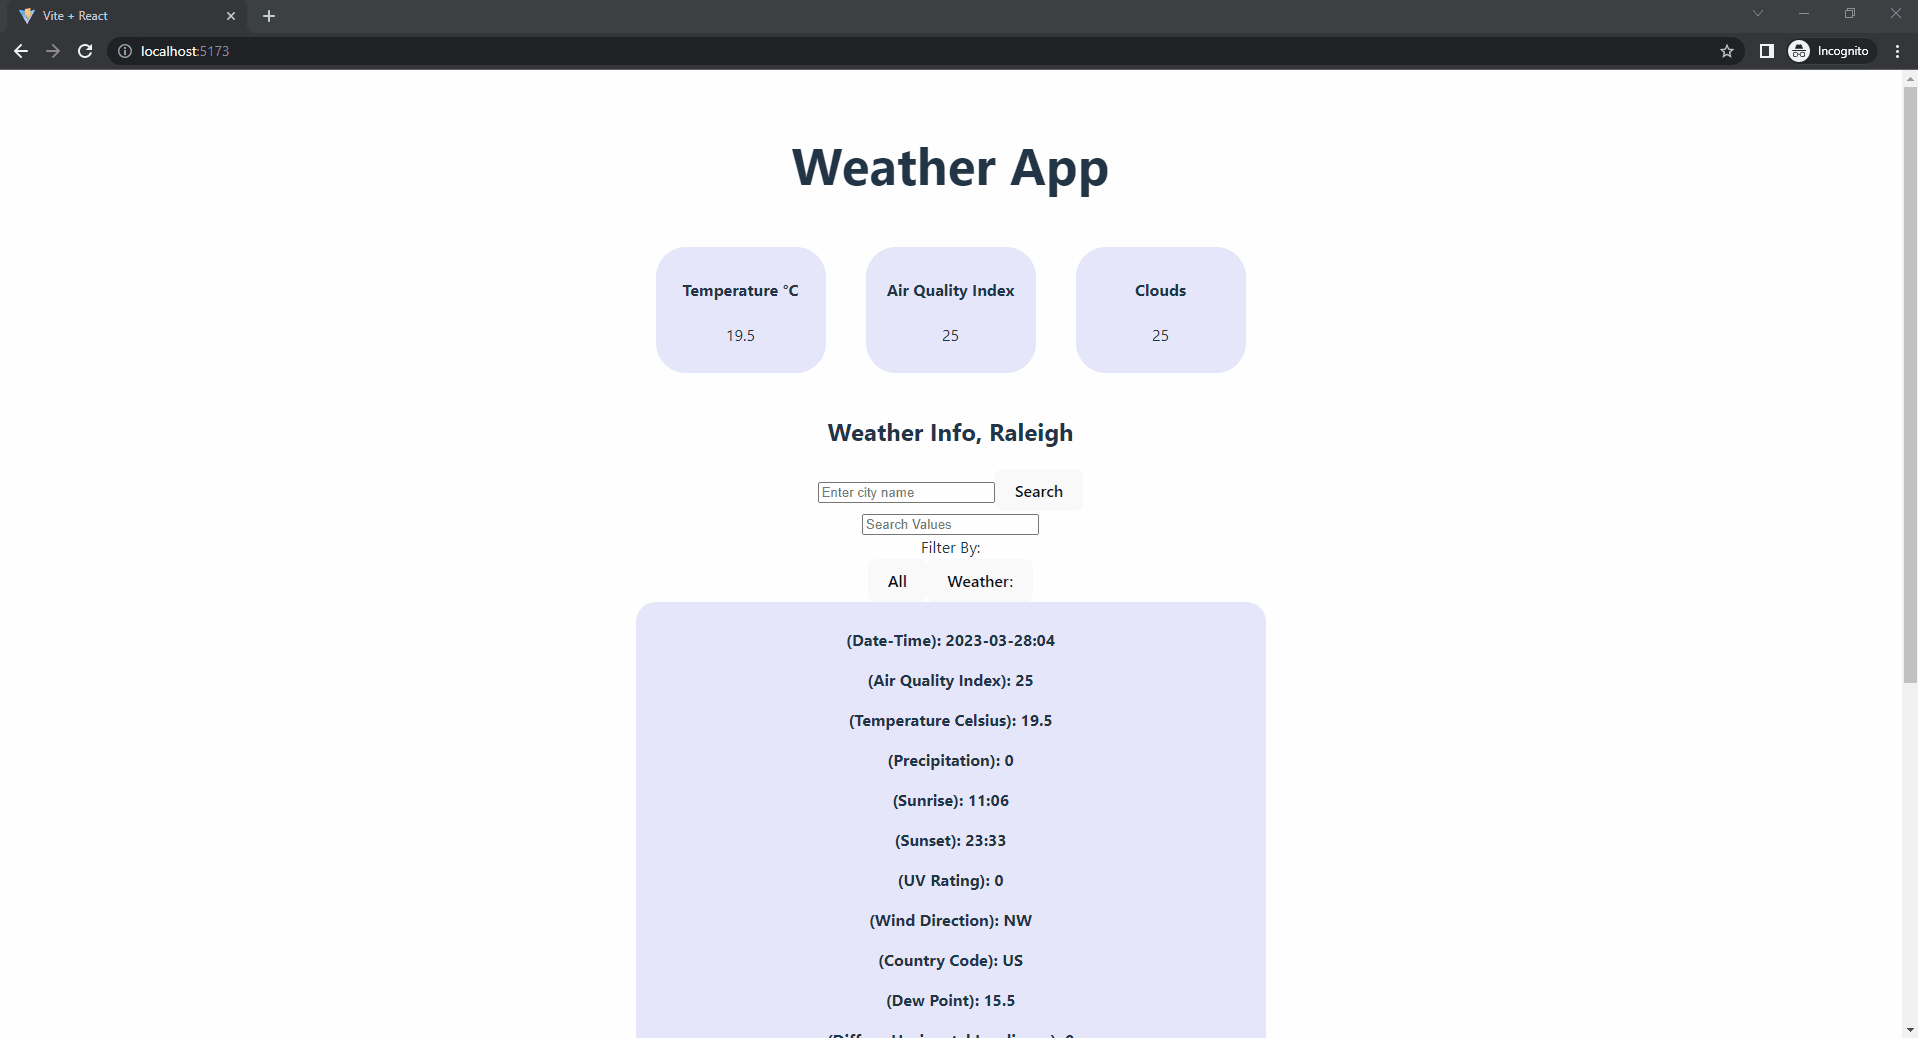 Vite + React
localhost:5173
Incognito
Weather App
Temperature °C
19.5
Air Quality Index
25
Clouds
25
Weather Info, Raleigh
Enter city name
Search
Search Values
Filter By:
All
Weather:
(Date-Time): 2023-03-28:04
(Air Quality Index): 25
(Temperature Celsius): 19.5
(Precipitation): 0
(Sunrise): 11:06
(Sunset): 23:33
(UV Rating): 0
(Wind Direction): NW
(Country Code): US
(Dew Point): 15.5